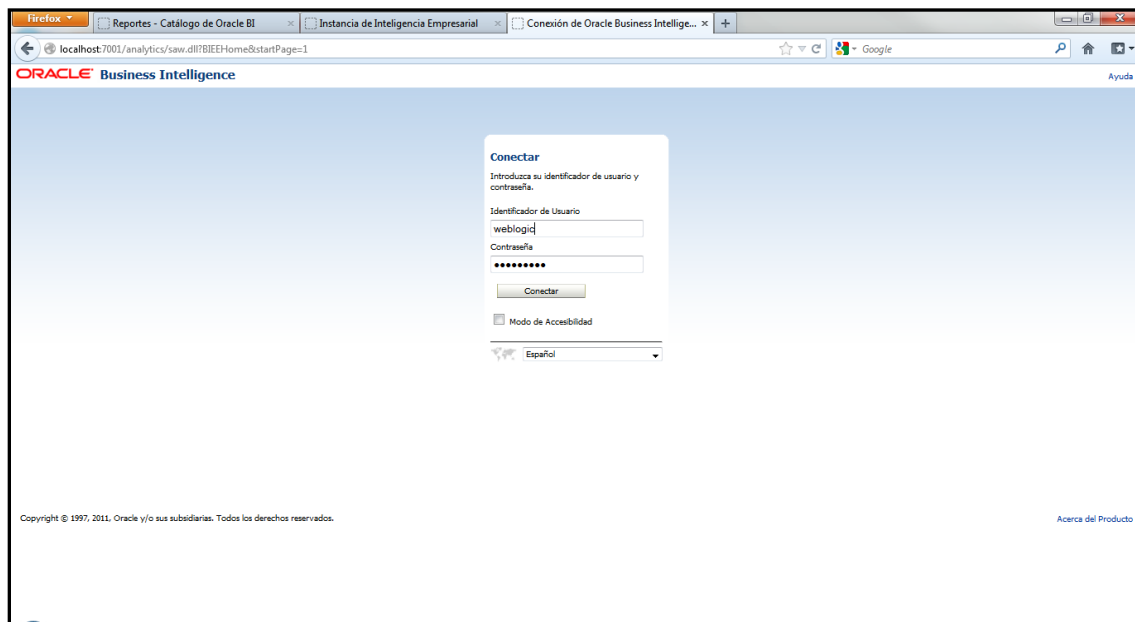 Firefox
Reportes - Catálogo de Oracle BI
Instancia de Inteligencia Empresarial
Conexión de Oracle Business Intellige...
localhost:7001/analytics/saw.dll?BIEEHome&startPage=1
Google
ORACLE Business Intelligence
Ayuda
Conectar
Introduzca su identificador de usuario y
contraseña.
Identificador de Usuario
weblogic
Contraseña
•••••••••
Conectar
Modo de Accesibilidad
Español
Copyright © 1997, 2011, Oracle y/o sus subsidiarias. Todos los derechos reservados.
Acerca del Producto